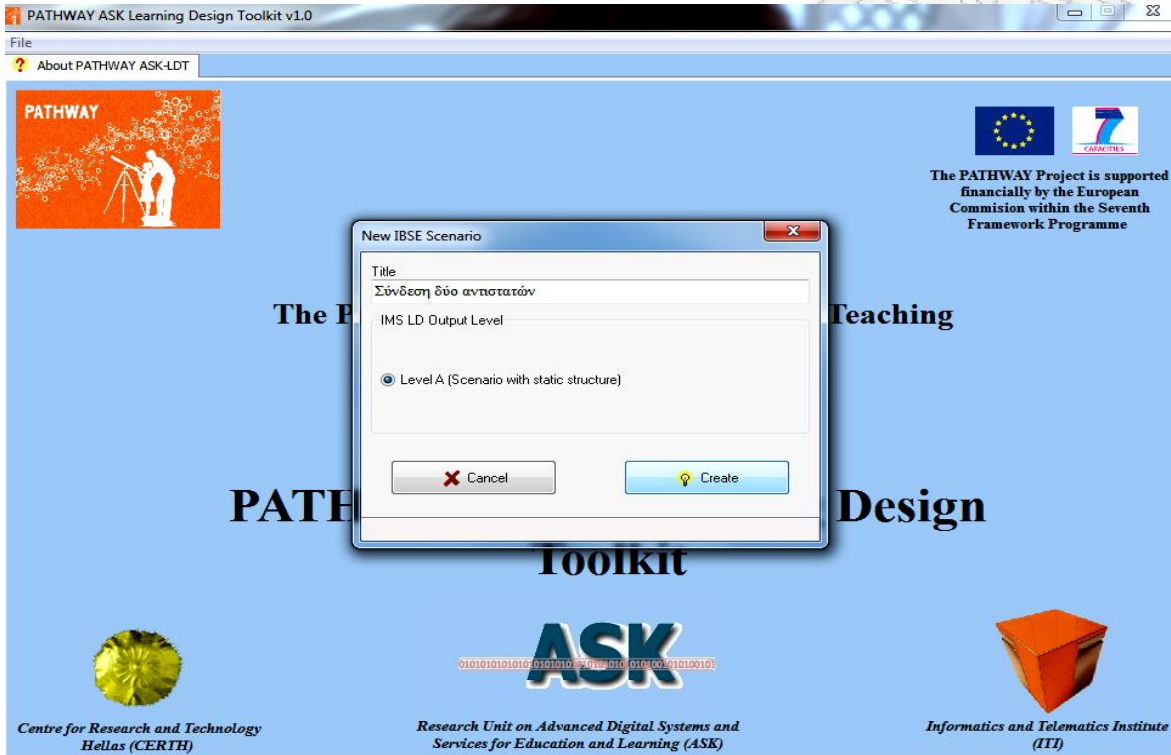 PATHWAY ASK Learning Design Toolkit v1.0
File
? About PATHWAY ASK-LDT
PATHWAY
7
CAPACITIES
The PATHWAY Project is supported
financially by the European
Commision within the Seventh
Framework Programme
New IBSE Scenario
Title
Σύνδεση δύο αντιστατών
IMS LD Output Level
Level A (Scenario with static structure)
Cancel
Create
The
Teaching
Design
Toolkit
ASK
Centre for Research and Technology
Hellas (CERTH)
Research Unit on Advanced Digital Systems and
Services for Education and Learning (ASK)
Informatics and Telematics Institute
(ITI)